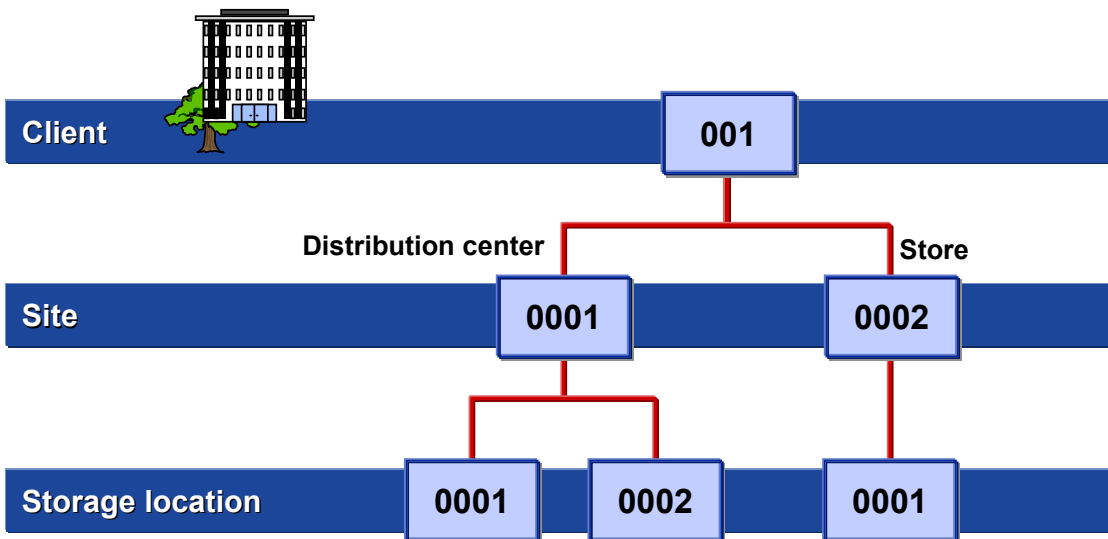 Client
001
Distribution center
Store
Site
0001
0002
Storage location
0001
0002
0001